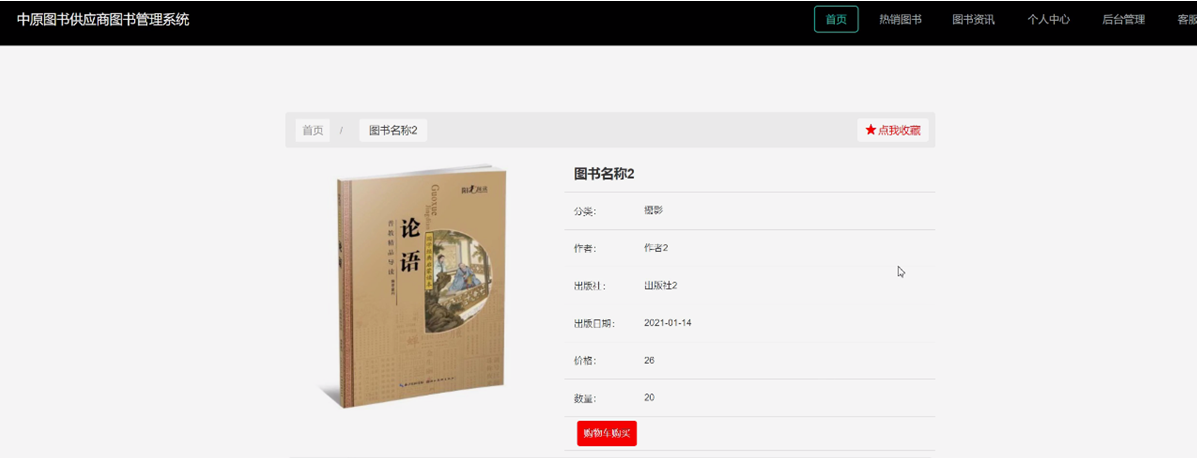 中原图书供应商图书管理系统
首页 热销图书 图书资讯 个人中心 后台管理 客服
首页 / 图书名称2
★点我收藏
论语
Guoxue
图书名称2
分类： 摄影
作者： 作者2
出版社： 出版社2
出版日期： 2021-01-14
价格： 26
数量： 20
购物车购买